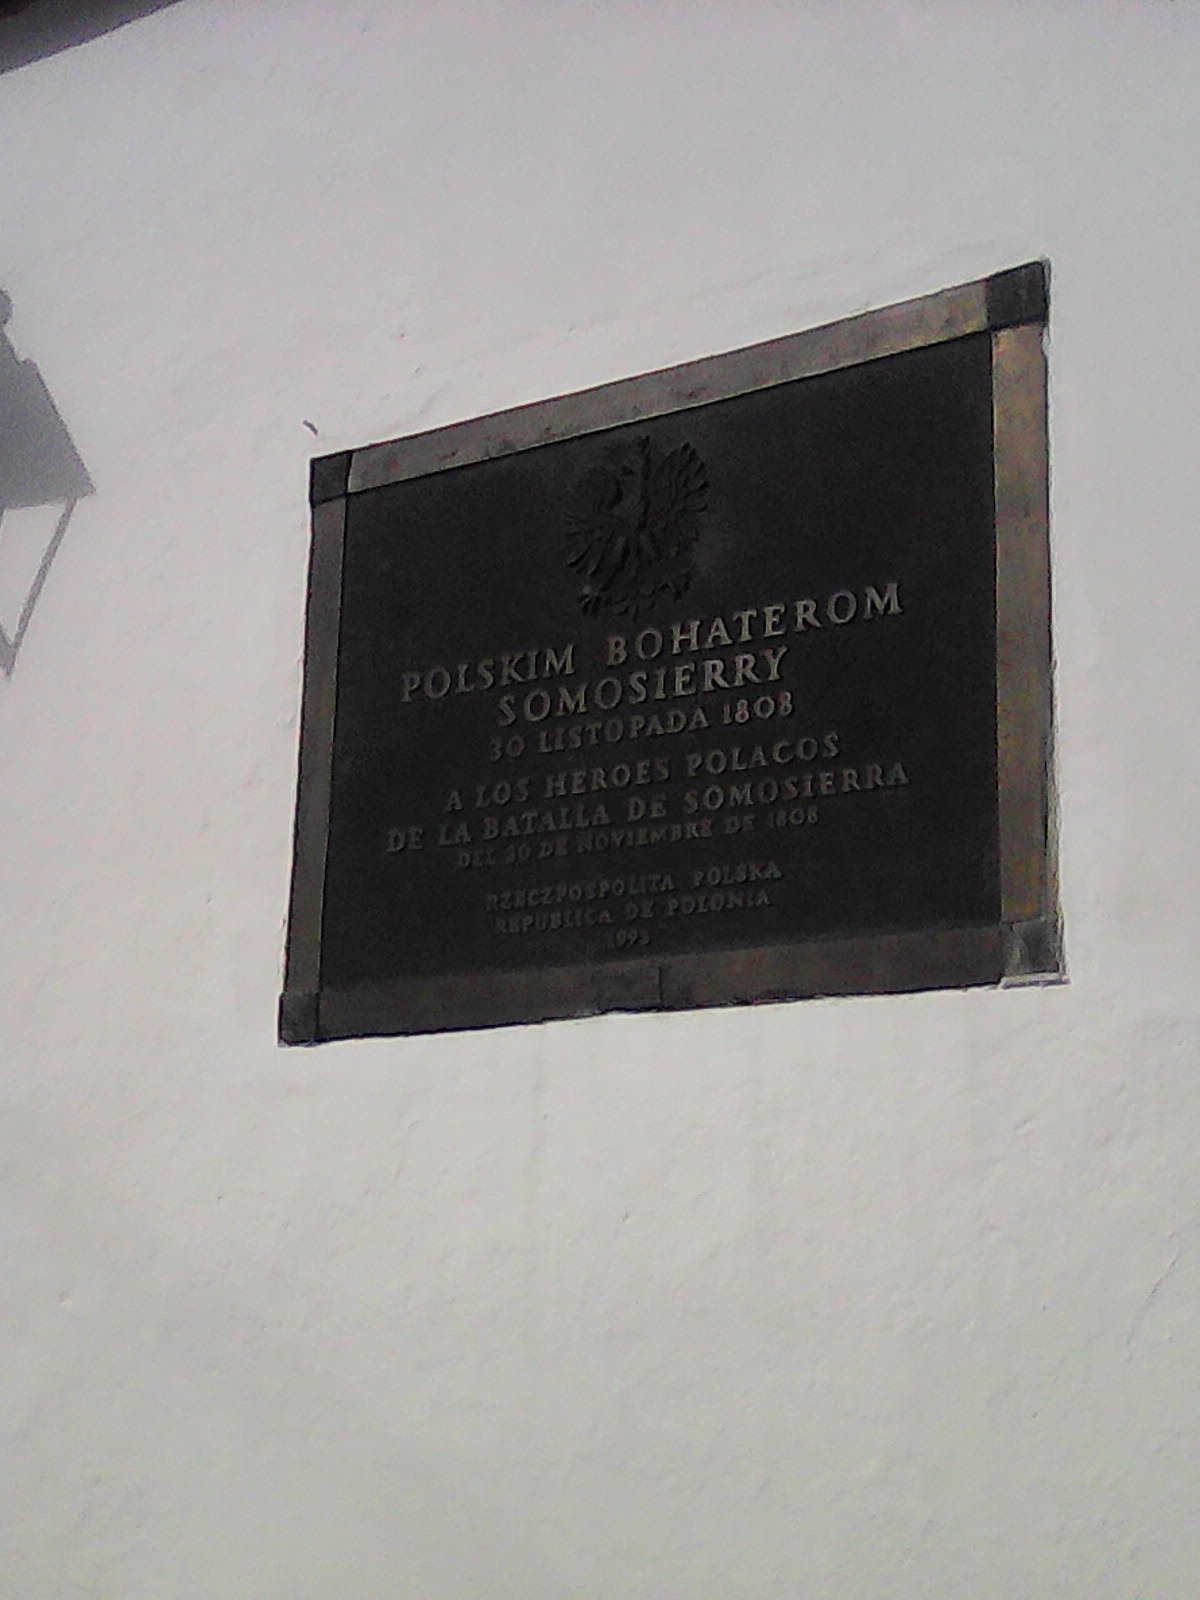 POLSKIM BOHATEROM
SOMOSIERRY
30 LISTOPADA 1808
A LOS HEROES POLACOS
DE LA BATALLA DE SOMOSIERRA
DEL 30 DE NOVIEMBRE DE 1808
RZECZPOSPOLITA POLSKA
REPUBLICA DE POLONIA
1993